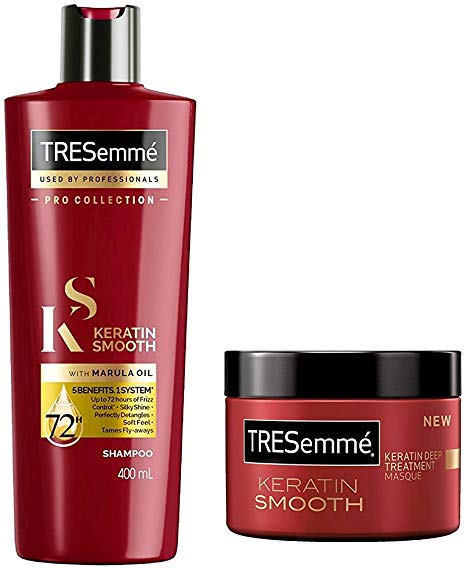 TRESemmé
USED BY PROFESSIONALS
PRO COLLECTION
KS
KERATIN
SMOOTH
WITH MARULA OIL
5 BENEFITS, 1 SYSTEM*
Up to 72 hours of Frizz
Control* • Silky Shine •
Perfectly Detangles •
Soft Feel •
Tames Fly-aways
72H
SHAMPOO
400 mL
NEW
TRESemmé
KERATIN DEEP
TREATMENT
MASQUE
KERATIN
SMOOTH